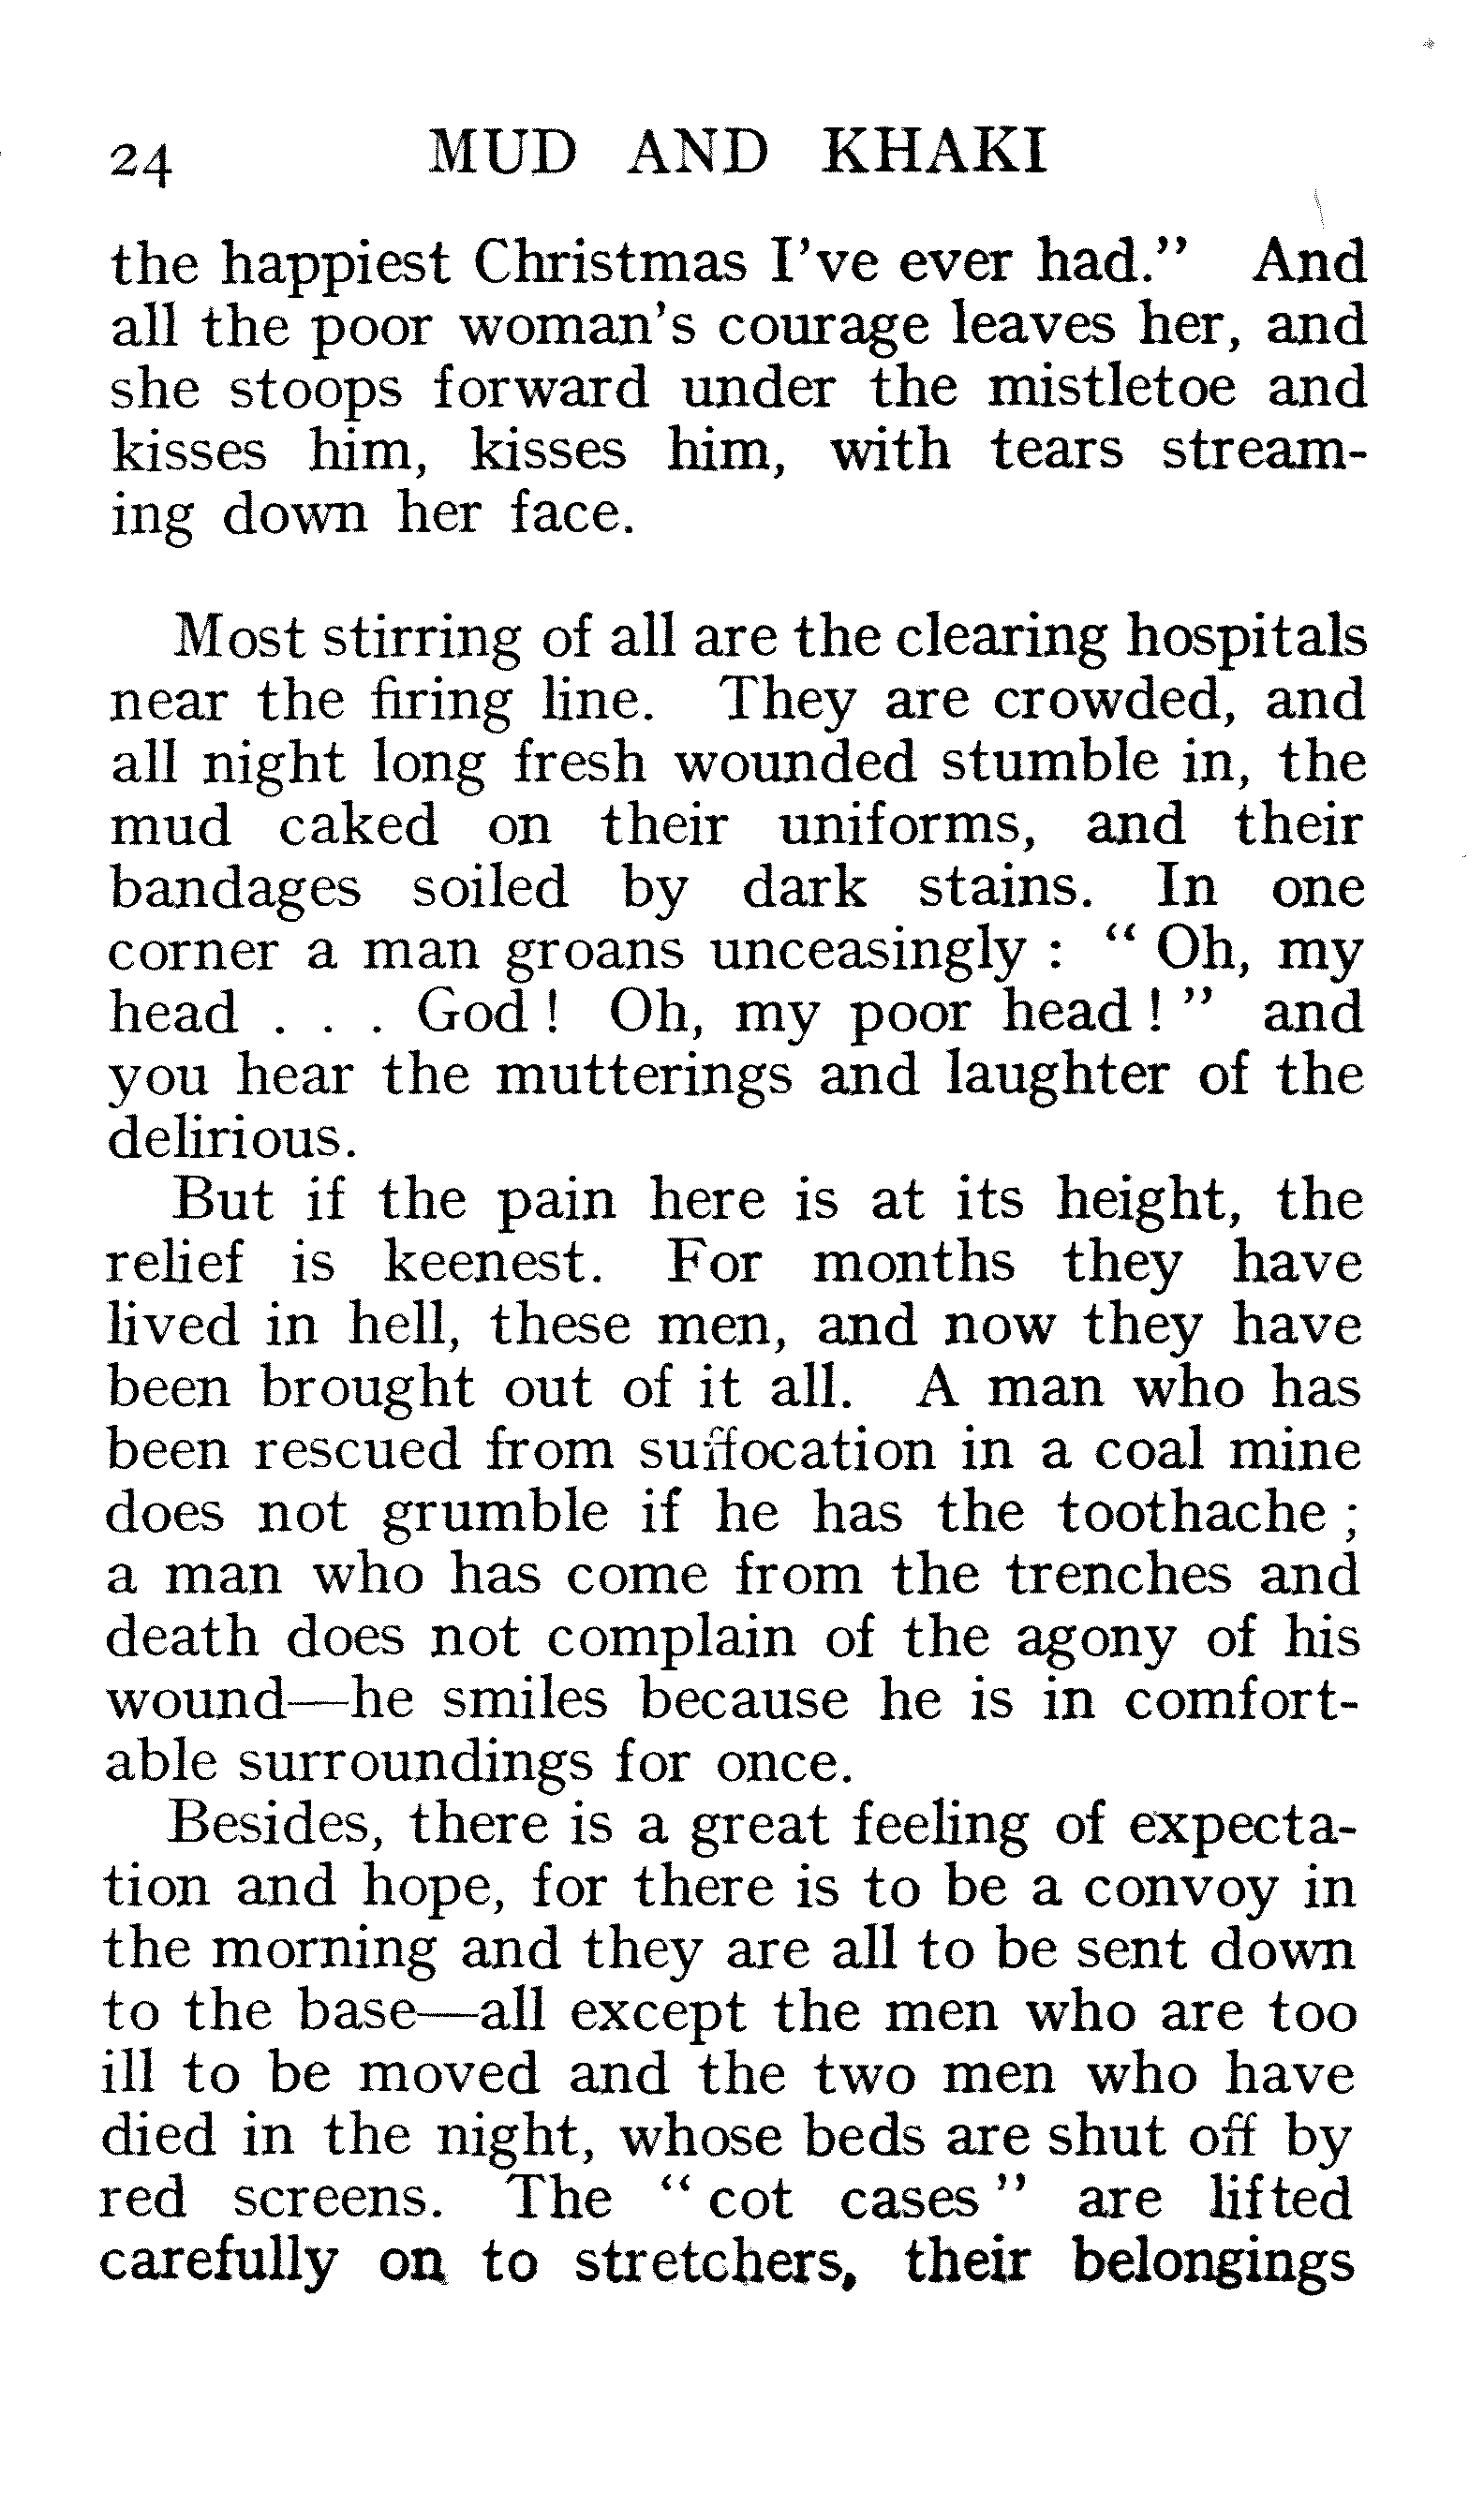 24 MUD AND KHAKI
the happiest Christmas I've ever had." And
all the poor woman's courage leaves her, and
she stoops forward under the mistletoe and
kisses him, kisses him, with tears stream-
ing down her face.
Most stirring of all are the clearing hospitals
near the firing line. They are crowded, and
all night long fresh wounded stumble in, the
mud caked on their uniforms, and their
bandages soiled by dark stains. In one
corner a man groans unceasingly : " Oh, my
head . . . God ! Oh, my poor head ! " and
you hear the mutterings and laughter of the
delirious.
But if the pain here is at its height, the
relief is keenest. For months they have
lived in hell, these men, and now they have
been brought out of it all. A man who has
been rescued from suffocation in a coal mine
does not grumble if he has the toothache ;
a man who has come from the trenches and
death does not complain of the agony of his
wound—he smiles because he is in comfort-
able surroundings for once.
Besides, there is a great feeling of expecta-
tion and hope, for there is to be a convoy in
the morning and they are all to be sent down
to the base—all except the men who are too
ill to be moved and the two men who have
died in the night, whose beds are shut off by
red screens. The " cot cases " are lifted
carefully on to stretchers, their belongings